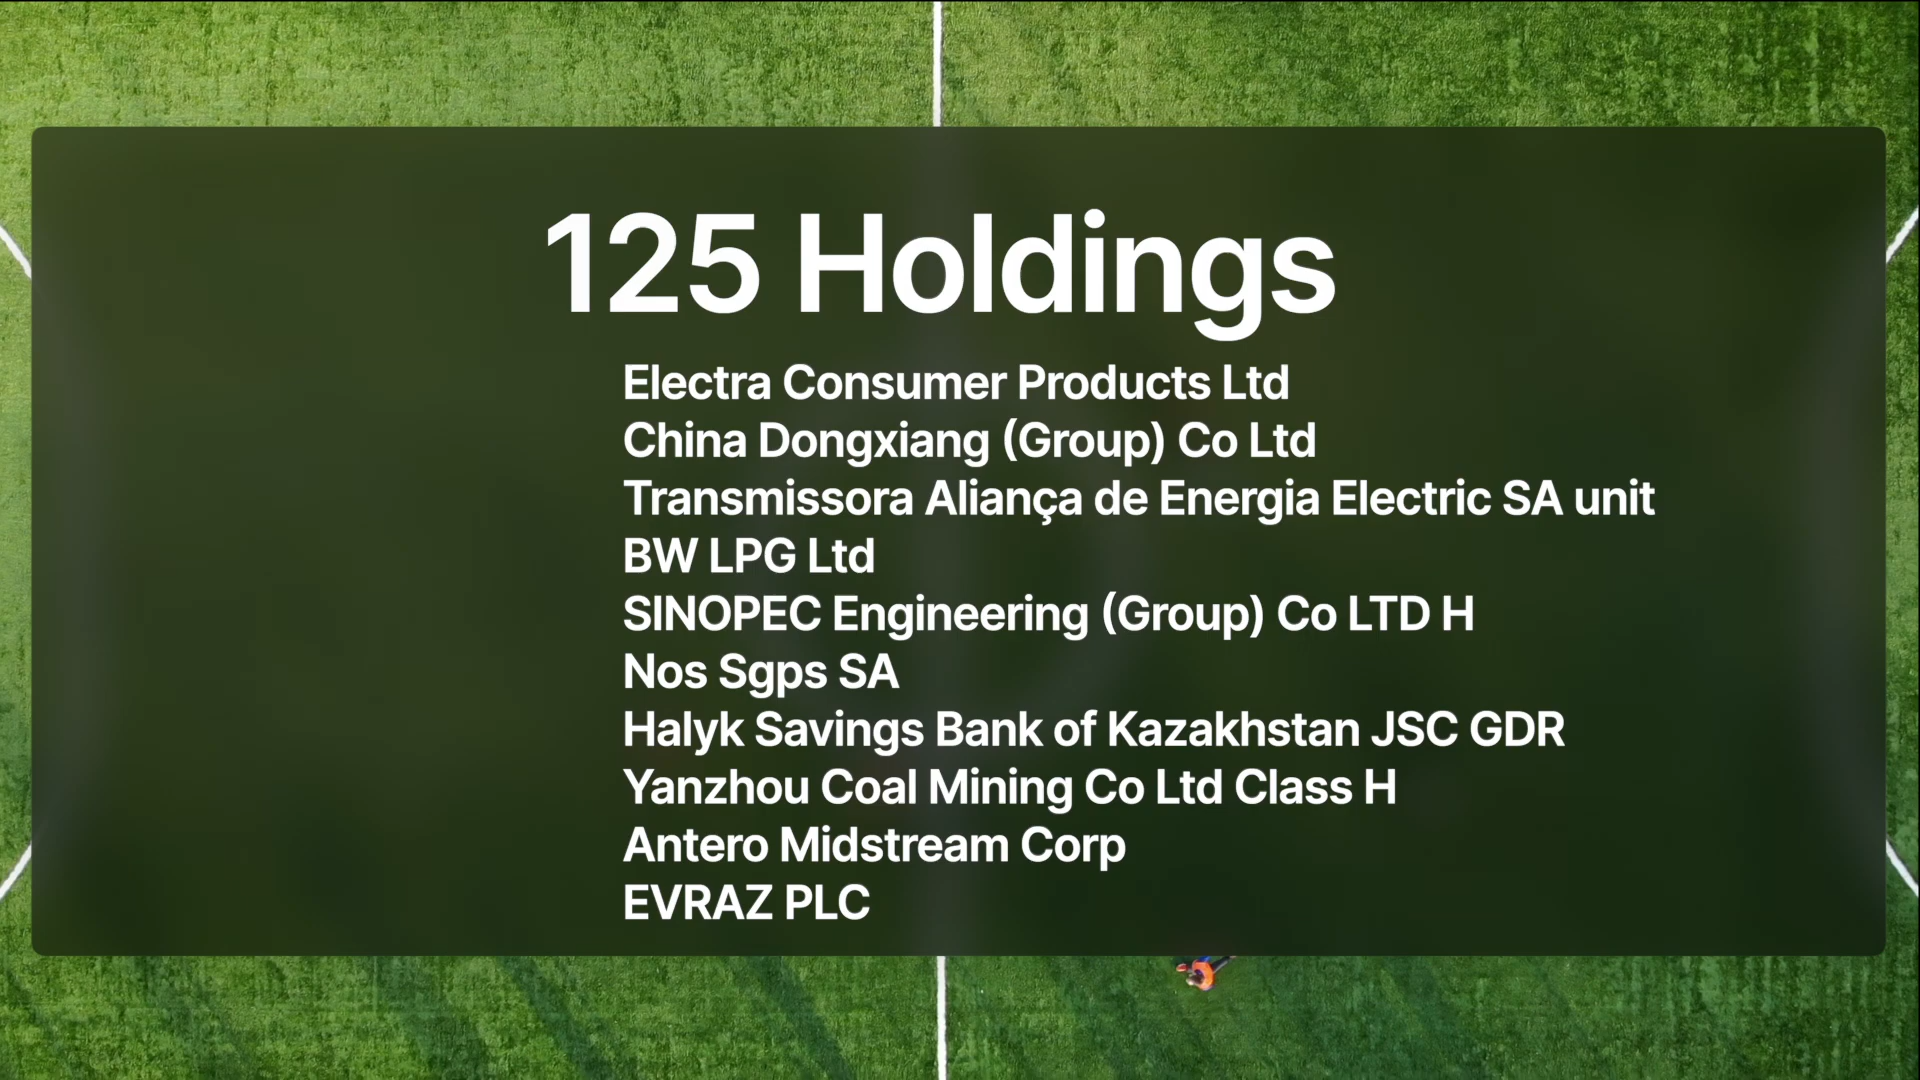 125 Holdings
Electra Consumer Products Ltd
China Dongxiang (Group) Co Ltd
Transmissora Aliança de Energia Electric SA unit
BW LPG Ltd
SINOPEC Engineering (Group) Co LTD H
Nos Sgps SA
Halyk Savings Bank of Kazakhstan JSC GDR
Yanzhou Coal Mining Co Ltd Class H
Antero Midstream Corp
EVRAZ PLC